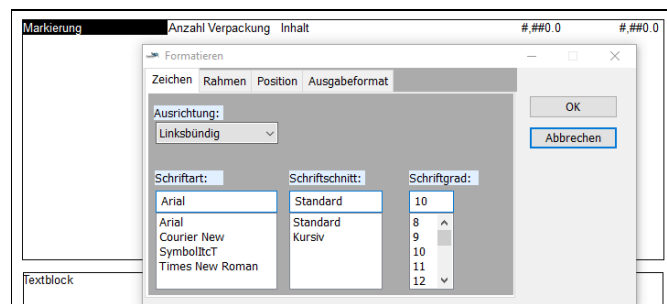 Markierung Anzahl Verpackung Inhalt #,##0.0 #,##0.0
Formatieren
Zeichen Rahmen Position Ausgabeformat
OK
Abbrechen
Ausrichtung:
Linksbündig
Schriftart: Schriftschnitt: Schriftgrad:
Arial Standard 10
Arial Standard 8
Courier New Kursiv 9
SymbolItcT 10
Times New Roman 11
12
Textblock